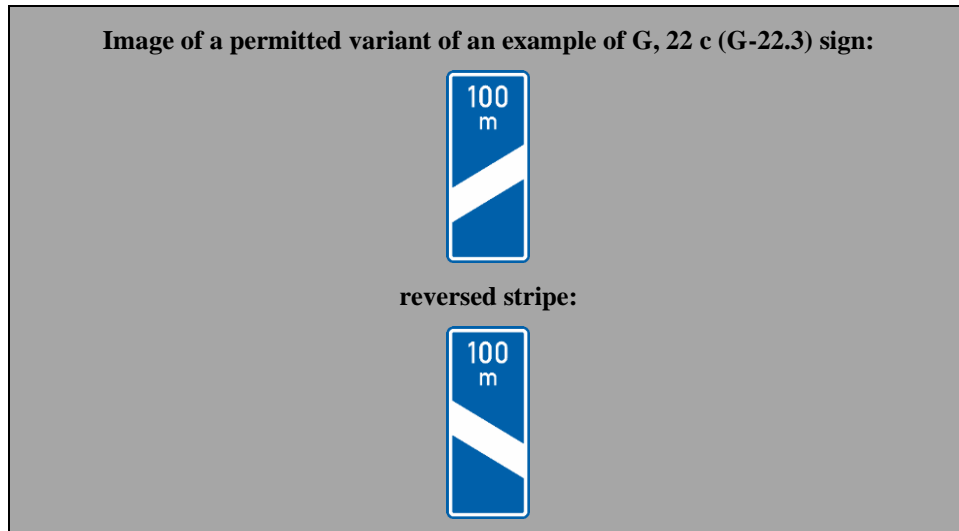 Image of a permitted variant of an example of G, 22 c (G-22.3) sign:
100
m
reversed stripe:
100
m